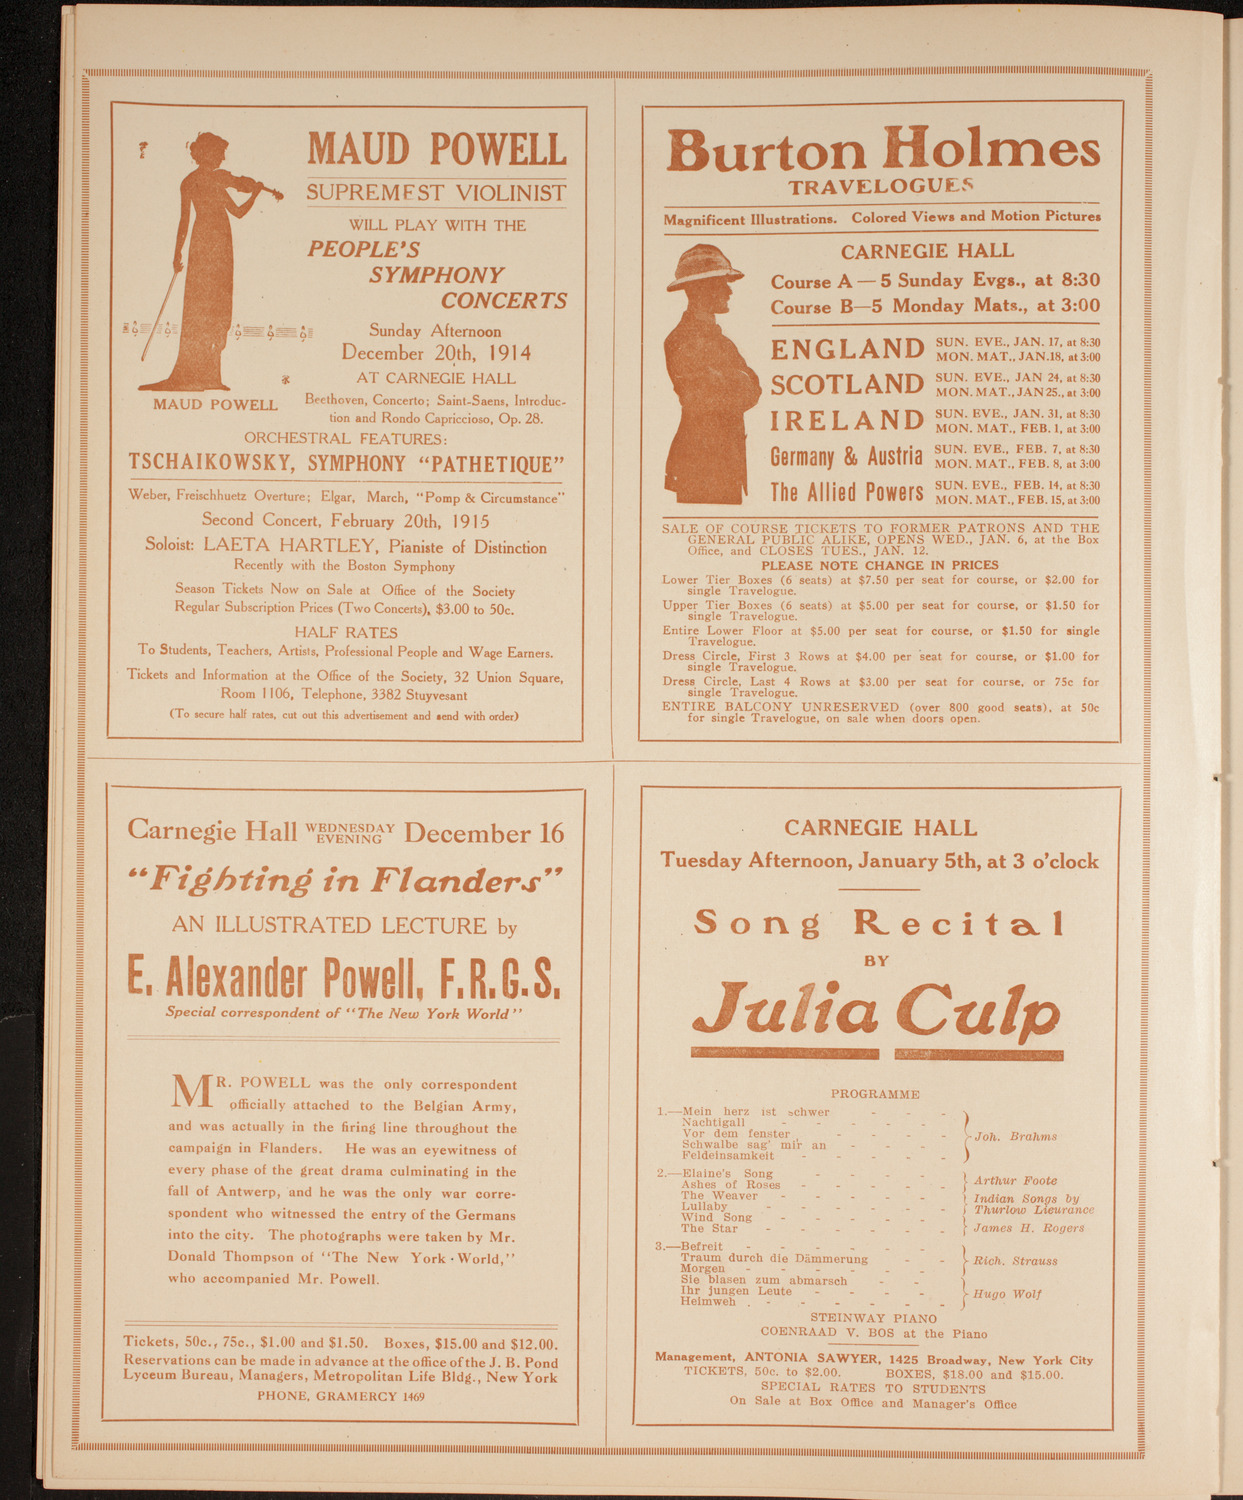 MAUD POWELL
SUPREMEST VIOLINIST
WILL PLAY WITH THE
PEOPLE'S
SYMPHONY
CONCERTS
Sunday Afternoon
December 20th, 1914
AT CARNEGIE HALL
MAUD POWELL
Beethoven, Concerto; Saint-Saens, Introduc-
tion and Rondo Capriccioso, Op. 28.
ORCHESTRAL FEATURES:
TSCHAIKOWSKY, SYMPHONY "PATHETIQUE"
Weber, Freischhuetz Overture; Elgar, March, "Pomp & Circumstance"
Second Concert, February 20th, 1915
Soloist: LAETA HARTLEY, Pianiste of Distinction
Recently with the Boston Symphony
Season Tickets Now on Sale at Office of the Society
Regular Subscription Prices (Two Concerts), $3.00 to 50c.
HALF RATES
To Students, Teachers, Artists, Professional People and Wage Earners.
Tickets and Information at the Office of the Society, 32 Union Square,
Room 1106, Telephone, 3382 Stuyvesant
(To secure half rates, cut out this advertisement and send with order)
Burton Holmes
TRAVELOGUES
Magnificent Illustrations. Colored Views and Motion Pictures
CARNEGIE HALL
Course A — 5 Sunday Evgs., at 8:30
Course B—5 Monday Mats., at 3:00
ENGLAND SUN. EVE., JAN. 17, at 8:30
MON. MAT., JAN. 18, at 3:00
SCOTLAND SUN. EVE., JAN 24, at 8:30
MON. MAT., JAN 25., at 3:00
IRELAND SUN. EVE., JAN. 31, at 8:30
MON. MAT., FEB. 1, at 3:00
Germany & Austria SUN. EVE., FEB. 7, at 8:30
MON. MAT., FEB. 8, at 3:00
The Allied Powers SUN. EVE., FEB. 14, at 8:30
MON. MAT., FEB. 15, at 3:00
SALE OF COURSE TICKETS TO FORMER PATRONS AND THE
GENERAL PUBLIC ALIKE, OPENS WED., JAN. 6, at the Box
Office, and CLOSES TUES., JAN. 12.
PLEASE NOTE CHANGE IN PRICES
Lower Tier Boxes (6 seats) at $7.50 per seat for course, or $2.00 for
single Travelogue.
Upper Tier Boxes (6 seats) at $5.00 per seat for course, or $1.50 for
single Travelogue.
Entire Lower Floor at $5.00 per seat for course, or $1.50 for single
Travelogue.
Dress Circle, First 3 Rows at $4.00 per seat for course, or $1.00 for
single Travelogue.
Dress Circle, Last 4 Rows at $3.00 per seat for course, or 75c for
single Travelogue.
ENTIRE BALCONY UNRESERVED (over 800 good seats), at 50c
for single Travelogue, on sale when doors open.
Carnegie Hall WEDNESDAY EVENING December 16
"Fighting in Flanders"
AN ILLUSTRATED LECTURE by
E. Alexander Powell, F.R.G.S.
Special correspondent of "The New York World"
MR. POWELL was the only correspondent
officially attached to the Belgian Army,
and was actually in the firing line throughout the
campaign in Flanders. He was an eyewitness of
every phase of the great drama culminating in the
fall of Antwerp, and he was the only war corre-
spondent who witnessed the entry of the Germans
into the city. The photographs were taken by Mr.
Donald Thompson of "The New York World,"
who accompanied Mr. Powell.
Tickets, 50c., 75c., $1.00 and $1.50. Boxes, $15.00 and $12.00.
Reservations can be made in advance at the office of the J. B. Pond
Lyceum Bureau, Managers, Metropolitan Life Bldg., New York
PHONE, GRAMERCY 1469
CARNEGIE HALL
Tuesday Afternoon, January 5th, at 3 o'clock
Song Recital
BY
Julia Culp
PROGRAMME
1.—Mein herz ist schwer
Nachtigall
Vor dem fenster
Schwalbe sag' mir an
Feldeinsamkeit
Joh. Brahms
2.—Elaine's Song
Ashes of Roses
Arthur Foote
The Weaver
Lullaby
Indian Songs by
Thurlow Lieurance
Wind Song
The Star
James H. Rogers
3.—Befreit
Traum durch die Dämmerung
Morgen
Rich. Strauss
Sie blasen zum abmarsch
Ihr jungen Leute
Heimweh
Hugo Wolf
STEINWAY PIANO
COENRAAD V. BOS at the Piano
Management, ANTONIA SAWYER, 1425 Broadway, New York City
TICKETS, 50c. to $2.00. BOXES, $18.00 and $15.00.
SPECIAL RATES TO STUDENTS
On Sale at Box Office and Manager's Office